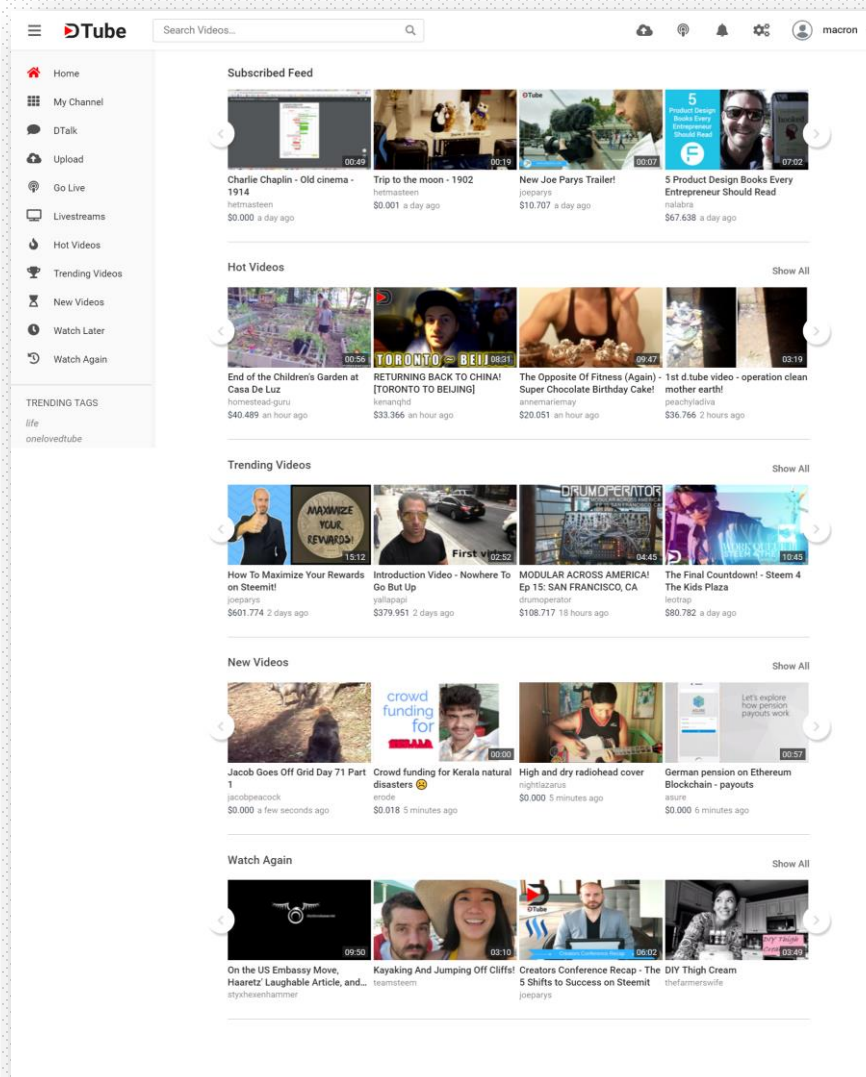 DTube
Search Videos...
macron
Home
My Channel
DTalk
Upload
Go Live
Livestreams
Hot Videos
Trending Videos
New Videos
Watch Later
Watch Again
TRENDING TAGS
life
onelovedtube
Subscribed Feed
00:49
Charlie Chaplin - Old cinema -
1914
hetmasteen
$0.000 a day ago
00:19
Trip to the moon - 1902
hetmasteen
$0.001 a day ago
DTube
00:07
New Joe Parys Trailer!
joeparys
$10.707 a day ago
5
Product Design
Books Every
Entrepreneur
Should Read
07:02
5 Product Design Books Every
Entrepreneur Should Read
nalabra
$67.638 a day ago
Hot Videos
Show All
00:56
End of the Children's Garden at
Casa De Luz
homestead-guru
$40.489 an hour ago
TORONTO ~ BEIJ
08:31
RETURNING BACK TO CHINA!
[TORONTO TO BEIJING]
kenanqhd
$33.366 an hour ago
09:47
The Opposite Of Fitness (Again) -
Super Chocolate Birthday Cake!
annemariemay
$20.051 an hour ago
03:19
1st d.tube video - operation clean
mother earth!
peachyladiva
$36.766 2 hours ago
Trending Videos
Show All
MAXIMIZE
YOUR
REWARDS!
15:12
How To Maximize Your Rewards
on Steemit!
joeparys
$601.774 2 days ago
First vi
02:52
Introduction Video - Nowhere To
Go But Up
yallapapi
$379.951 2 days ago
DRUMOPERATOR
04:45
MODULAR ACROSS AMERICA!
Ep 15: SAN FRANCISCO, CA
drumoperator
$108.717 18 hours ago
10:45
The Final Countdown! - Steem 4
The Kids Plaza
leotrap
$80.782 a day ago
New Videos
Show All
Jacob Goes Off Grid Day 71 Part
1
jacobpeacock
$0.000 a few seconds ago
crowd
funding
for
KERALA
00:00
Crowd funding for Kerala natural
disasters 😢
erode
$0.018 5 minutes ago
High and dry radiohead cover
nightlazarus
$0.000 5 minutes ago
Let's explore
how pension
payouts work
00:57
German pension on Ethereum
Blockchain - payouts
asure
$0.000 6 minutes ago
Watch Again
Show All
09:50
On the US Embassy Move,
Haaretz' Laughable Article, and...
styxhexenhammer
03:10
Kayaking And Jumping Off Cliffs!
teamsteem
DTube
Creators Conference Recap
06:02
Creators Conference Recap - The
5 Shifts to Success on Steemit
joeparys
DIY Thigh
03:49
DIY Thigh Cream
thefarmerswife